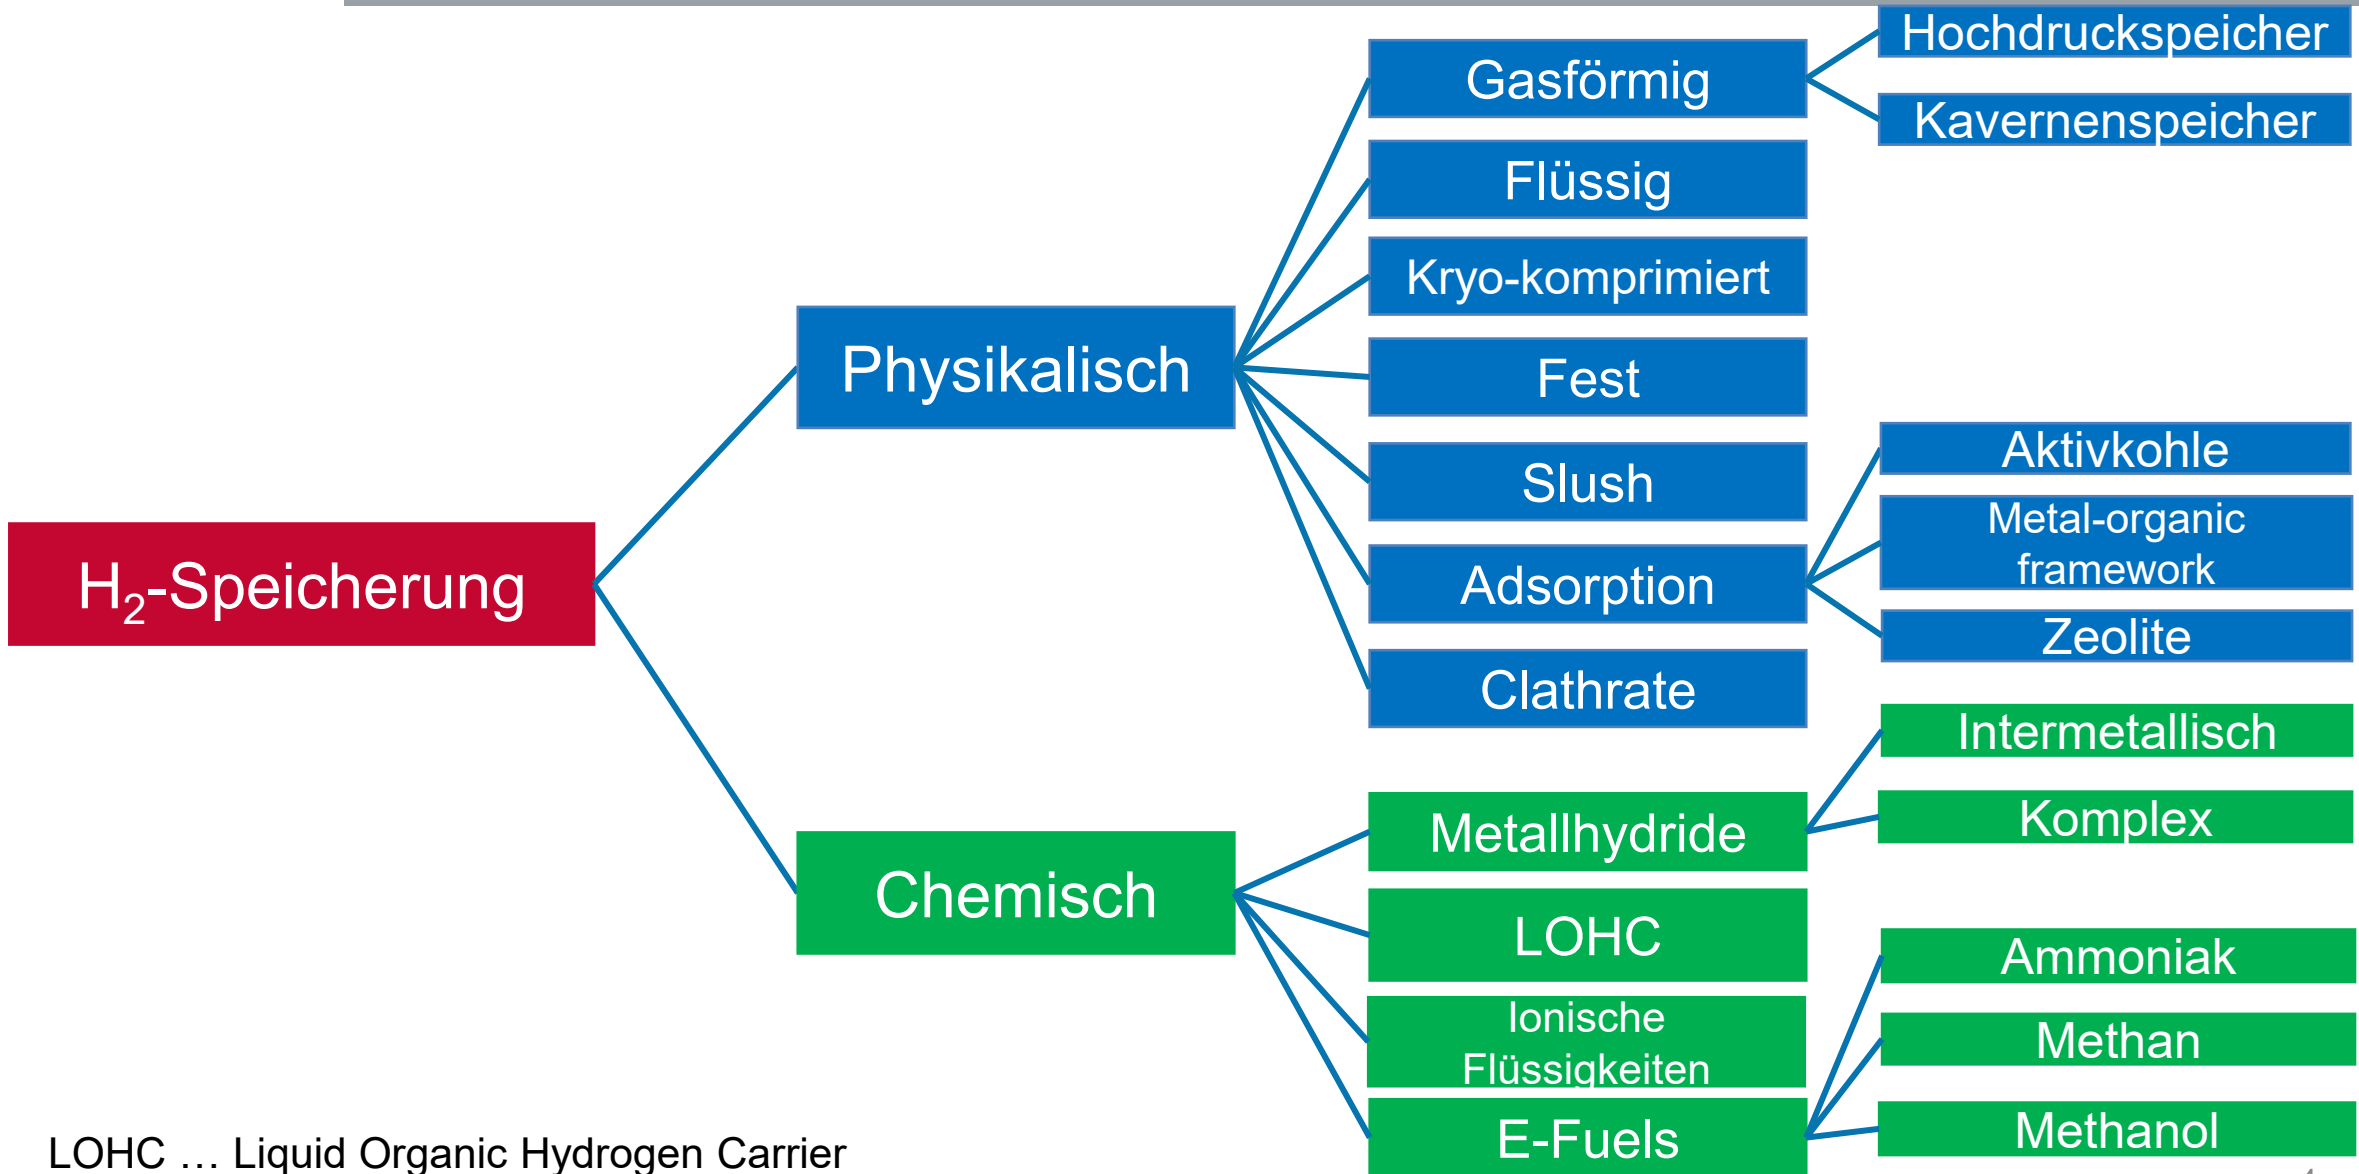 Hochdruckspeicher
Gasförmig
Kavernenspeicher
Flüssig
Kryo-komprimiert
Physikalisch
Fest
Slush
Aktivkohle
Metal-organic
framework
H₂-Speicherung
Adsorption
Zeolite
Clathrate
Intermetallisch
Metallhydride
Komplex
Chemisch
LOHC
Ammoniak
Ionische
Flüssigkeiten
Methan
E-Fuels
Methanol
LOHC … Liquid Organic Hydrogen Carrier